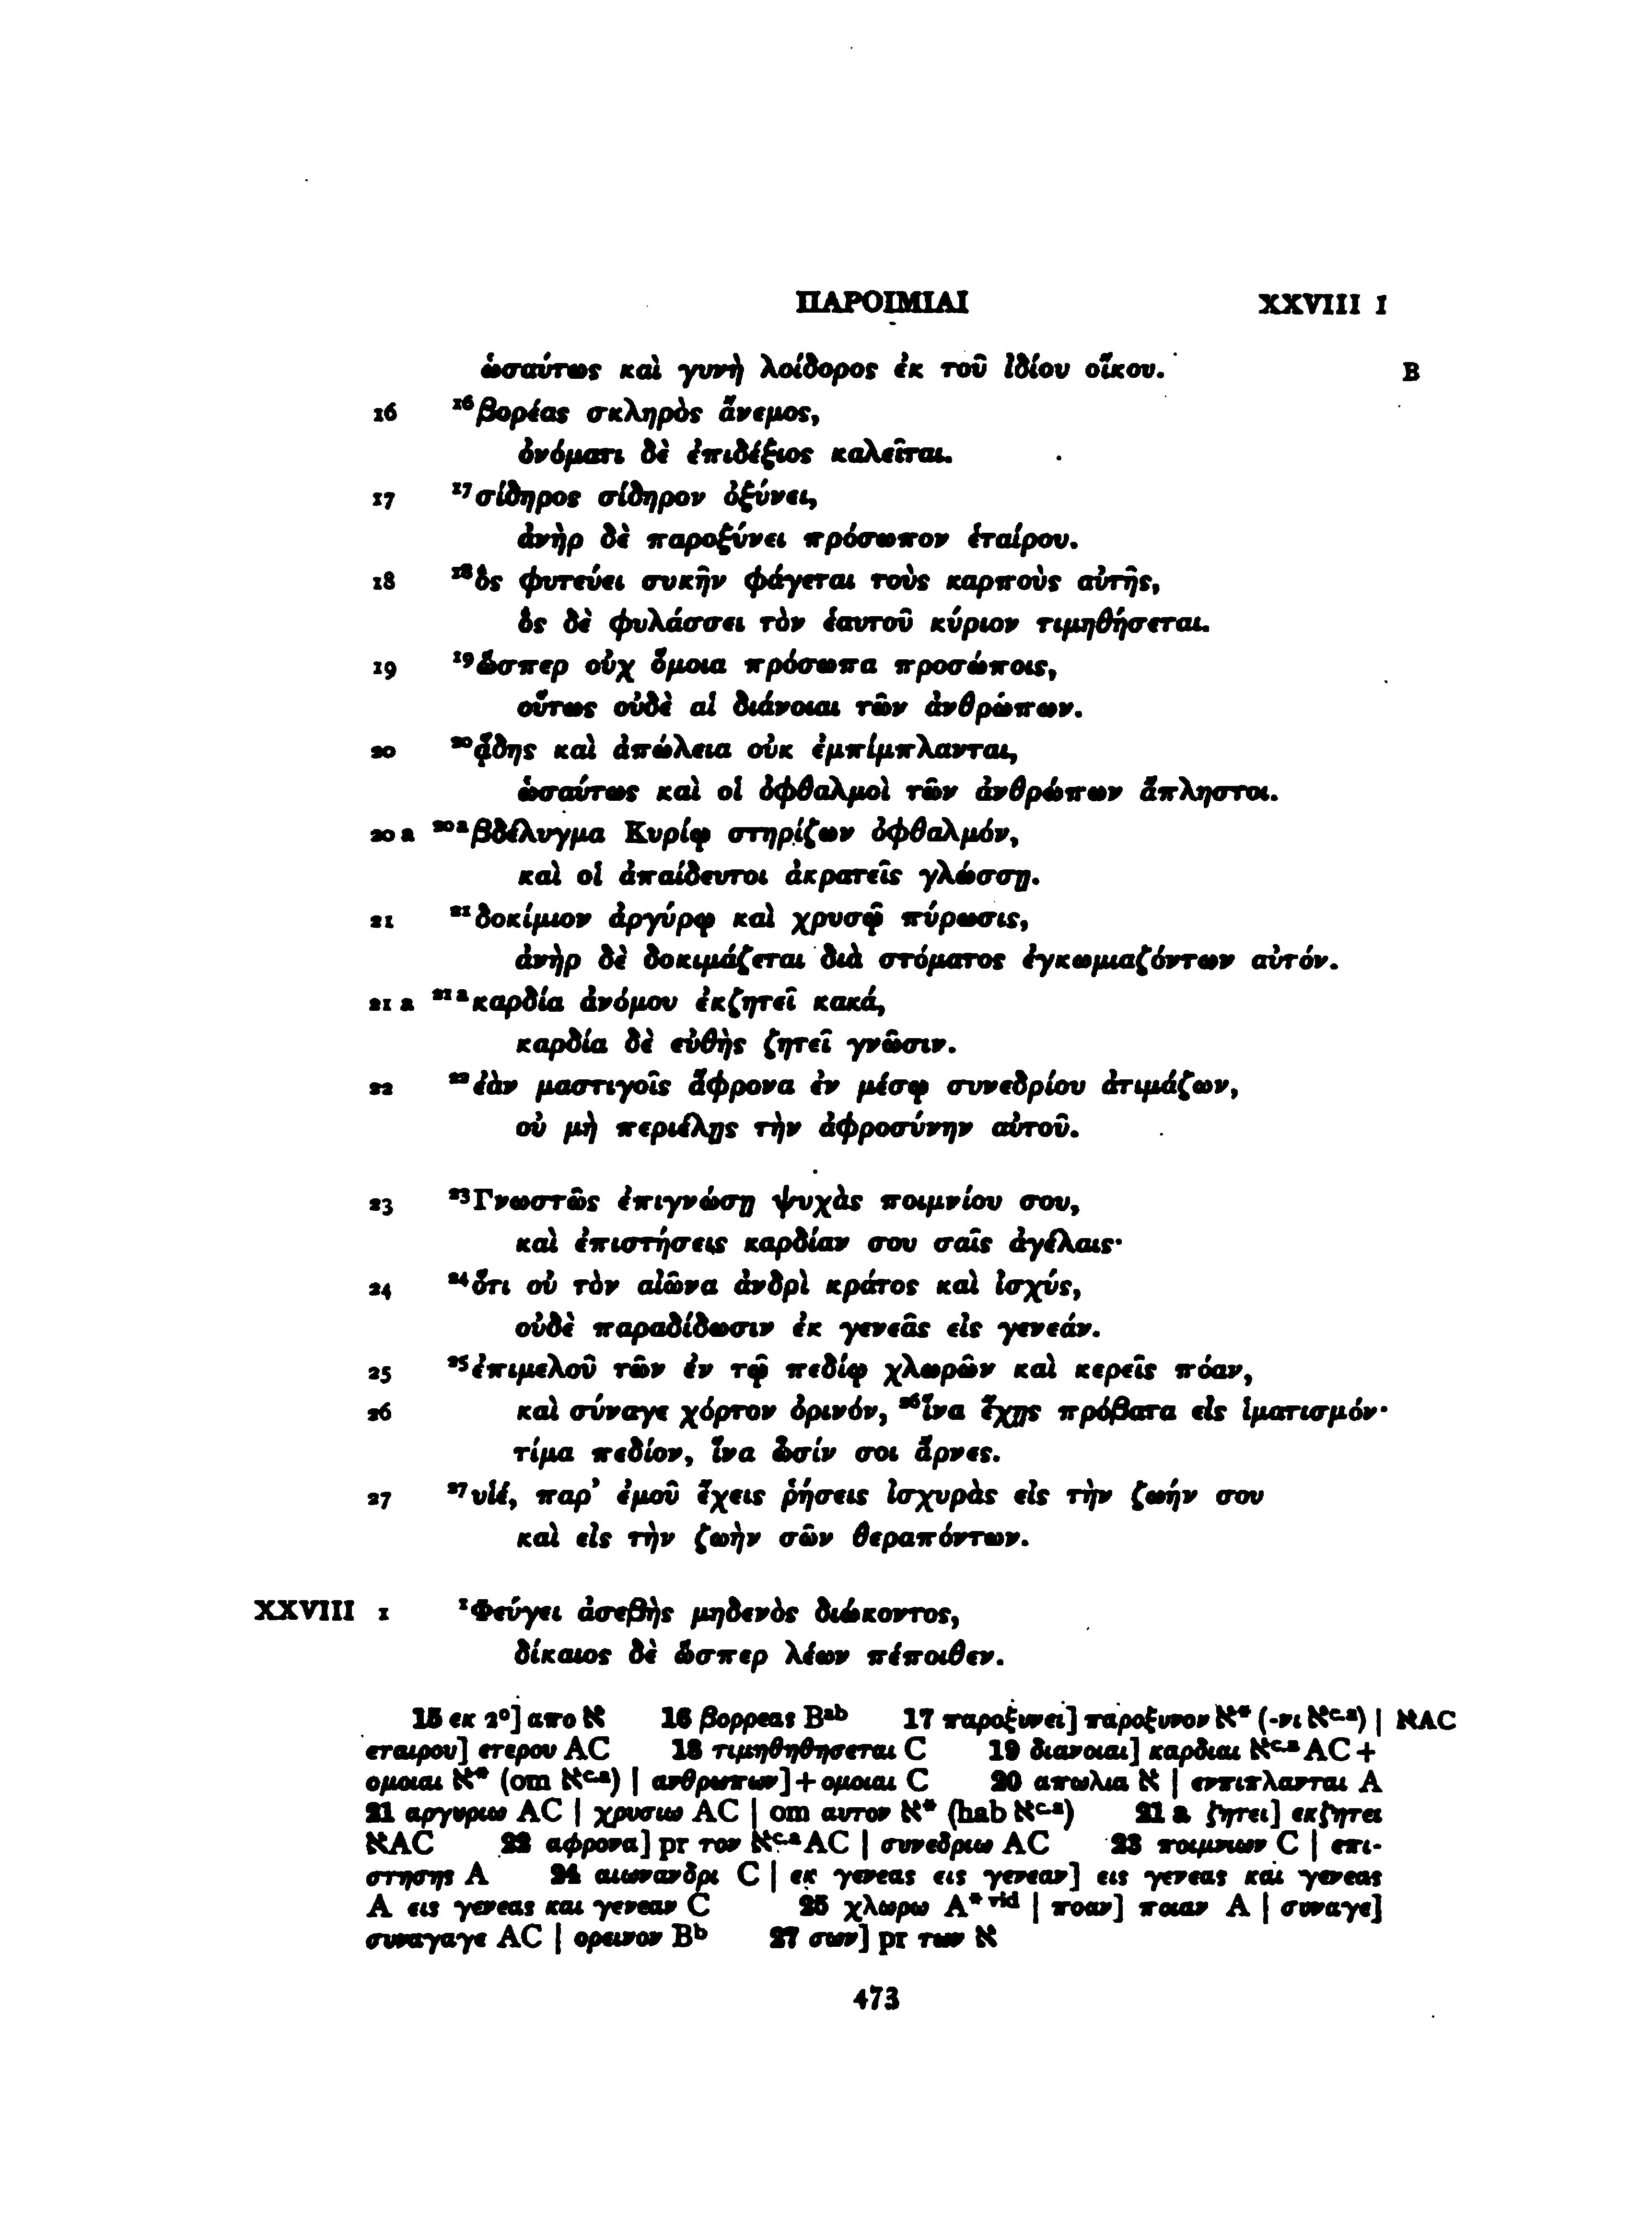 ΠΑΡΟΙΜΙΑΙ XXVIII 1
ὡσαύτως καὶ γυνὴ λοίδορος ἐκ τοῦ ἰδίου οἴκου. B
16 ¹⁶βορέας σκληρὸς ἄνεμος,
ὀνόματι δὲ ἐπιδέξιος καλεῖται.
17 ¹⁷σίδηρος σίδηρον ὀξύνει,
ἀνὴρ δὲ παροξύνει πρόσωπον ἑταίρου.
18 ¹⁸ὃς φυτεύει συκῆν φάγεται τοὺς καρποὺς αὐτῆς,
ὃς δὲ φυλάσσει τὸν ἑαυτοῦ κύριον τιμηθήσεται.
19 ¹⁹ὥσπερ οὐχ ὅμοια πρόσωπα προσώποις,
οὕτως οὐδὲ αἱ διάνοιαι τῶν ἀνθρώπων.
20 ²⁰ᾅδης καὶ ἀπώλεια οὐκ ἐμπίμπλανται,
ὡσαύτως καὶ οἱ ὀφθαλμοὶ τῶν ἀνθρώπων ἄπληστοι.
20 a ²⁰ᵃβδέλυγμα Κυρίῳ στηρίζων ὀφθαλμόν,
καὶ οἱ ἀπαίδευτοι ἀκρατεῖς γλώσσῃ.
21 ²¹δοκίμιον ἀργύρῳ καὶ χρυσῷ πύρωσις,
ἀνὴρ δὲ δοκιμάζεται διὰ στόματος ἐγκωμιαζόντων αὐτόν.
21 a ²¹ᵃκαρδία ἀνόμου ἐκζητεῖ κακά,
καρδία δὲ εὐθὴς ζητεῖ γνῶσιν.
22 ²²ἐὰν μαστιγοῖς ἄφρονα ἐν μέσῳ συνεδρίου ἀτιμάζων,
οὐ μὴ περιέλῃς τὴν ἀφροσύνην αὐτοῦ.
23 ²³Γνωστῶς ἐπιγνώσῃ ψυχὰς ποιμνίου σου,
καὶ ἐπιστήσεις καρδίαν σου σαῖς ἀγέλαις·
24 ²⁴ὅτι οὐ τὸν αἰῶνα ἀνδρὶ κράτος καὶ ἰσχύς,
οὐδὲ παραδίδωσιν ἐκ γενεᾶς εἰς γενεάν.
25 ²⁵ἐπιμελοῦ τῶν ἐν τῷ πεδίῳ χλωρῶν καὶ κερεῖς πόαν,
26 καὶ σύναγε χόρτον ὀρινόν, ²⁶ἵνα ἔχῃς πρόβατα εἰς ἱματισμόν·
τίμα πεδίον, ἵνα ὦσίν σοι ἄρνες.
27 ²⁷υἱέ, παρ’ ἐμοῦ ἔχεις ῥήσεις ἰσχυρὰς εἰς τὴν ζωήν σου
καὶ εἰς τὴν ζωὴν σῶν θεραπόντων.
XXVIII 1 ¹Φεύγει ἀσεβὴς μηδενὸς διώκοντος,
δίκαιος δὲ ὥσπερ λέων πέποιθεν.
15 εκ 2°] απο א 16 βορρεας Bᵃᵇ 17 παροξυνει] παροξυνον א* (-νι אᶜ·ᵃ) | אAC
εταιρου] ετερου AC 18 τιμηθηθησεται C 19 διανοιαι] καρδιαι אᶜ·ᵃ AC +
ομοιαι א* (om אᶜ·ᵃ) | ανθρωπων] + ομοιαι C 20 απωλια א | ενπιπλανται A
21 αργυριω AC | χρυσιω AC | om αυτον א* (hab אᶜ·ᵃ) 21 a ζητει] εκζητει
אAC 22 αφρονα] pr τον אᶜ·ᵃ AC | συνεδριω AC 23 ποιμνιων C | επι-
στησης A 24 αιωνανδρι C | εκ γενεας εις γενεαν] εις γενεας και γενεας
A εις γενεας και γενεαν C 25 χλωρω A* ᵛⁱᵈ | ποαν] ποιαν A | συναγε]
συναγαγε AC | ορεινον Bᵇ 27 σων] pr των א
473